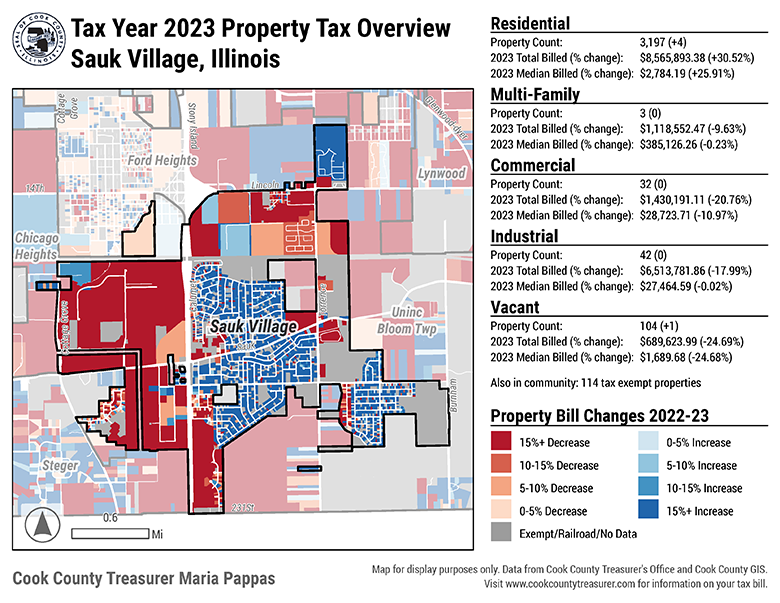 SEAL OF COOK COUNTY
ILLINOIS
Tax Year 2023 Property Tax Overview
Sauk Village, Illinois
Cottage
Grove
Stony Island
Glenwood-dyer
Ford Heights
Lynwood
14Th
Lincoln
Chicago
Heights
Calumet
Torrence
Cottage Grove
Sauk Village
Uninc
Bloom Twp
Burnham
Steger
231St
0.6
Mi
Residential
Property Count: 3,197 (+4)
2023 Total Billed (% change): $8,565,893.38 (+30.52%)
2023 Median Billed (% change): $2,784.19 (+25.91%)
Multi-Family
Property Count: 3 (0)
2023 Total Billed (% change): $1,118,552.47 (-9.63%)
2023 Median Billed (% change): $385,126.26 (-0.23%)
Commercial
Property Count: 32 (0)
2023 Total Billed (% change): $1,430,191.11 (-20.76%)
2023 Median Billed (% change): $28,723.71 (-10.97%)
Industrial
Property Count: 42 (0)
2023 Total Billed (% change): $6,513,781.86 (-17.99%)
2023 Median Billed (% change): $27,464.59 (-0.02%)
Vacant
Property Count: 104 (+1)
2023 Total Billed (% change): $689,623.99 (-24.69%)
2023 Median Billed (% change): $1,689.68 (-24.68%)
Also in community: 114 tax exempt properties
Property Bill Changes 2022-23
15%+ Decrease
10-15% Decrease
5-10% Decrease
0-5% Decrease
Exempt/Railroad/No Data
0-5% Increase
5-10% Increase
10-15% Increase
15%+ Increase
Cook County Treasurer Maria Pappas
Map for display purposes only. Data from Cook County Treasurer's Office and Cook County GIS.
Visit www.cookcountytreasurer.com for information on your tax bill.